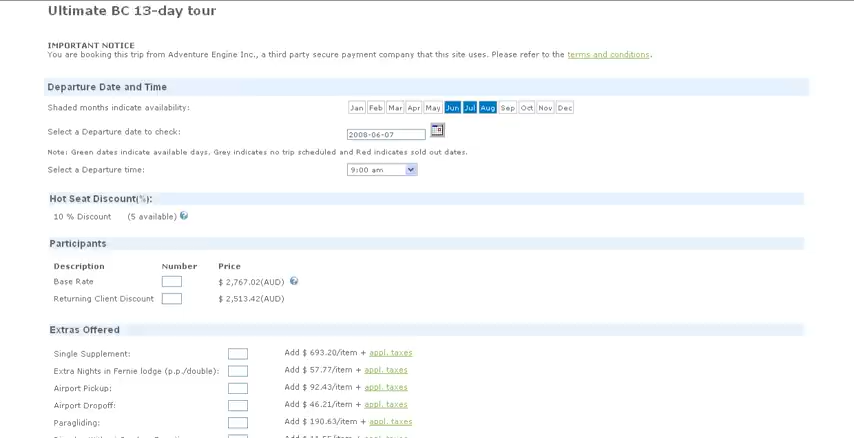 Ultimate BC 13-day tour
IMPORTANT NOTICE
You are booking this trip from Adventure Engine Inc., a third party secure payment company that this site uses. Please refer to the terms and conditions.
Departure Date and Time
Shaded months indicate availability: Jan Feb Mar Apr May Jun Jul Aug Sep Oct Nov Dec
Select a Departure date to check: 2008-06-07
Note: Green dates indicate available days, Grey indicates no trip scheduled and Red indicates sold out dates.
Select a Departure time: 9:00 am
Hot Seat Discount(%):
10 % Discount (5 available)
Participants
Description Number Price
Base Rate $ 2,767.02(AUD)
Returning Client Discount $ 2,513.42(AUD)
Extras Offered
Single Supplement: Add $ 693.20/item + appl. taxes
Extra Nights in Fernie lodge (p.p./double): Add $ 57.77/item + appl. taxes
Airport Pickup: Add $ 92.43/item + appl. taxes
Airport Dropoff: Add $ 46.21/item + appl. taxes
Paragliding: Add $ 190.63/item + appl. taxes